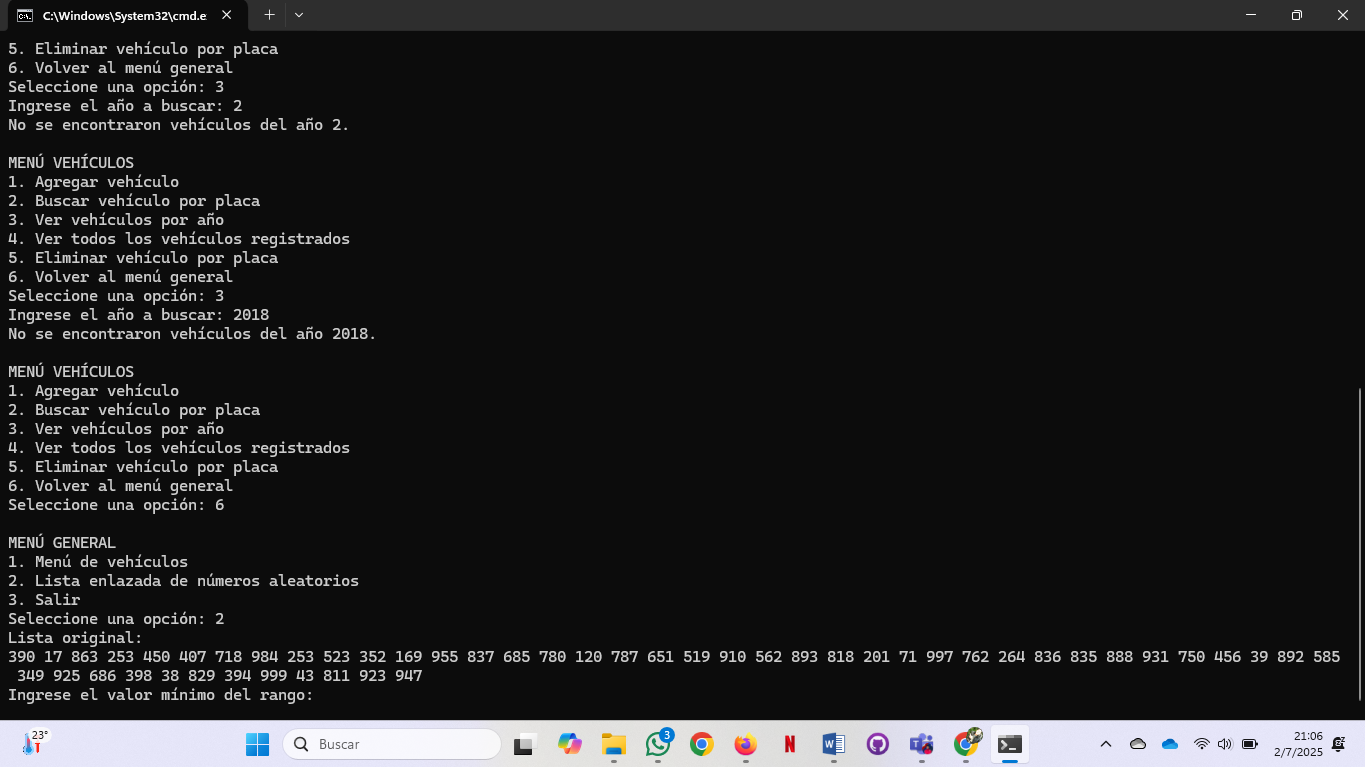 C:\Windows\System32\cmd.e
5. Eliminar vehículo por placa
6. Volver al menú general
Seleccione una opción: 3
Ingrese el año a buscar: 2
No se encontraron vehículos del año 2.
MENÚ VEHÍCULOS
1. Agregar vehículo
2. Buscar vehículo por placa
3. Ver vehículos por año
4. Ver todos los vehículos registrados
5. Eliminar vehículo por placa
6. Volver al menú general
Seleccione una opción: 3
Ingrese el año a buscar: 2018
No se encontraron vehículos del año 2018.
MENÚ VEHÍCULOS
1. Agregar vehículo
2. Buscar vehículo por placa
3. Ver vehículos por año
4. Ver todos los vehículos registrados
5. Eliminar vehículo por placa
6. Volver al menú general
Seleccione una opción: 6
MENÚ GENERAL
1. Menú de vehículos
2. Lista enlazada de números aleatorios
3. Salir
Seleccione una opción: 2
Lista original:
390 17 863 253 450 407 718 984 253 523 352 169 955 837 685 780 120 787 651 519 910 562 893 818 201 71 997 762 264 836 835 888 931 750 456 39 892 585
349 925 686 398 38 829 394 999 43 811 923 947
Ingrese el valor mínimo del rango:
23°
Buscar
3
21:06
2/7/2025